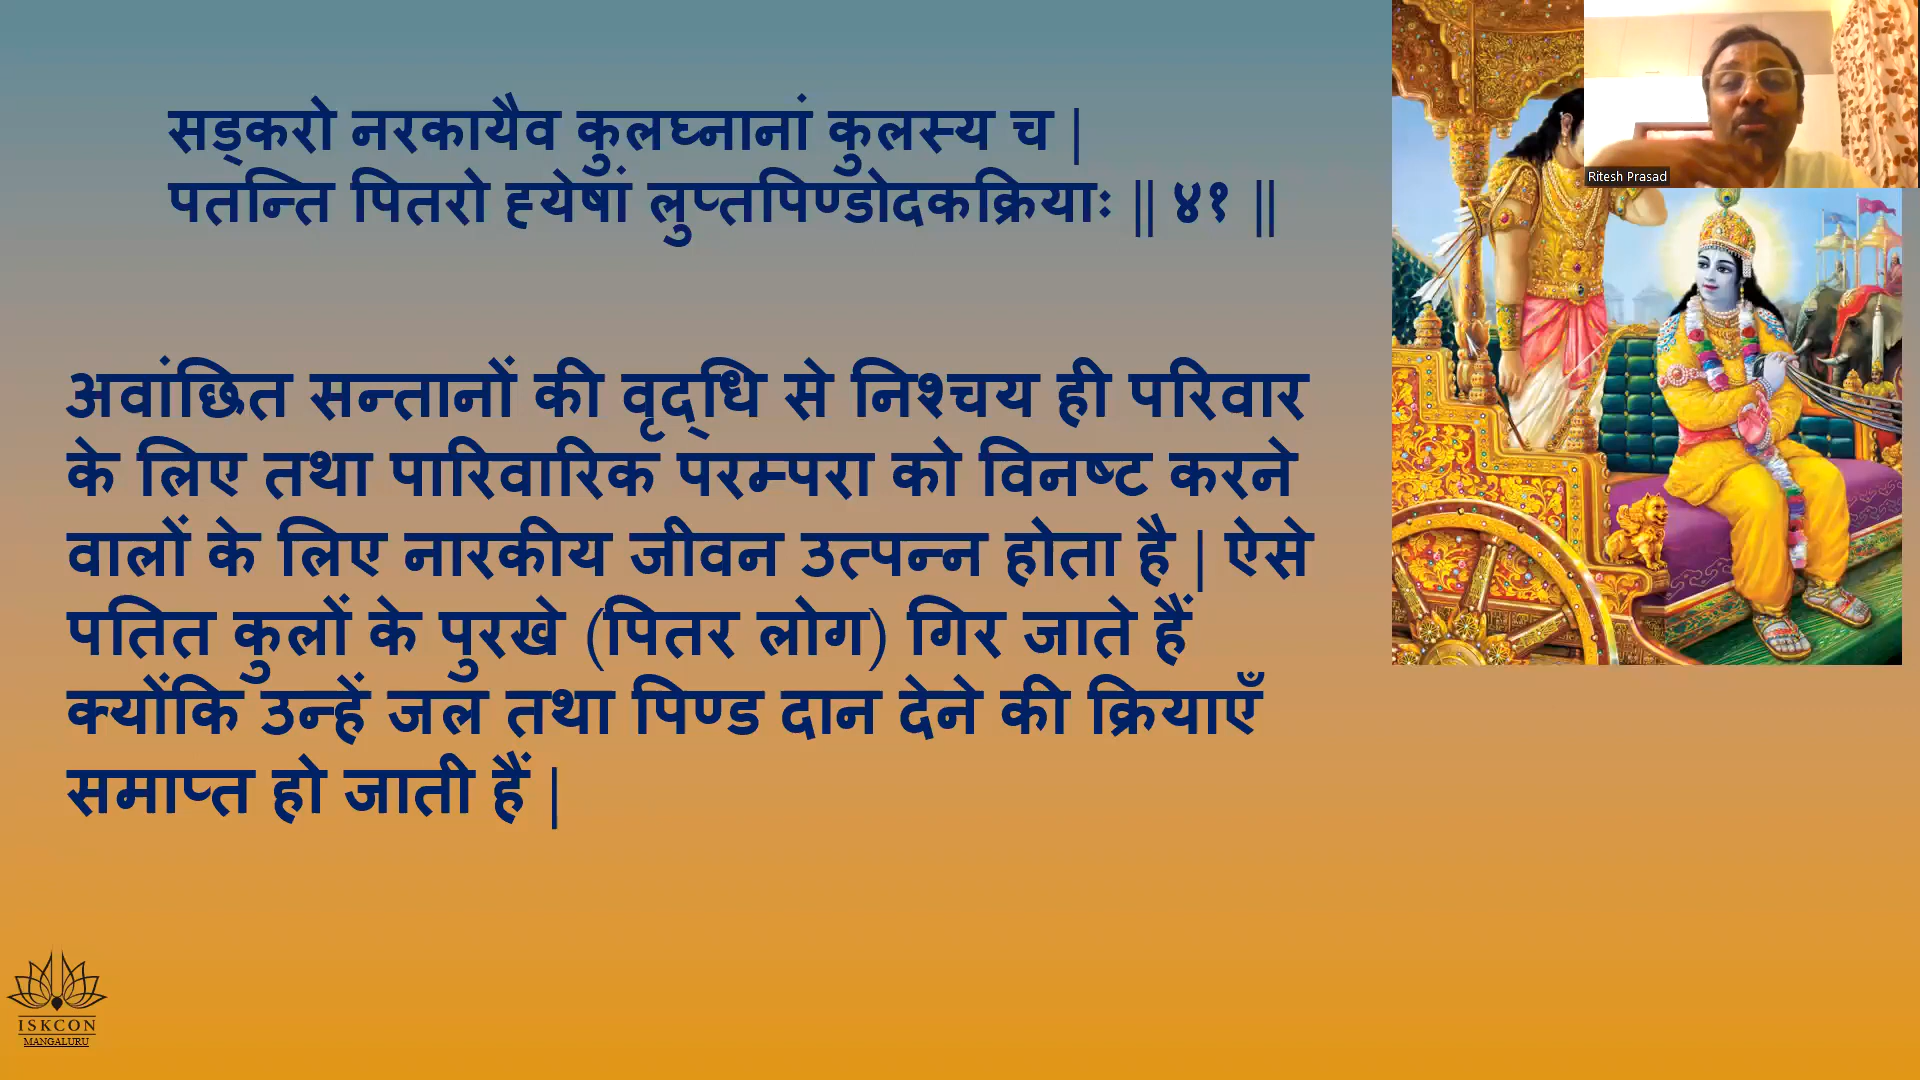 सङ्करो नरकायैव कुलघ्नानां कुलस्य च |
पतन्ति पितरो ह्येषां लुप्तपिण्डोदकक्रियाः || ४१ ||
अवांछित सन्तानों की वृद्धि से निश्चय ही परिवार
के लिए तथा पारिवारिक परम्परा को विनष्ट करने
वालों के लिए नारकीय जीवन उत्पन्न होता है | ऐसे
पतित कुलों के पुरखे (पितर लोग) गिर जाते हैं
क्योंकि उन्हें जल तथा पिण्ड दान देने की क्रियाएँ
समाप्त हो जाती हैं |
Ritesh Prasad
ISKCON
MANGALURU